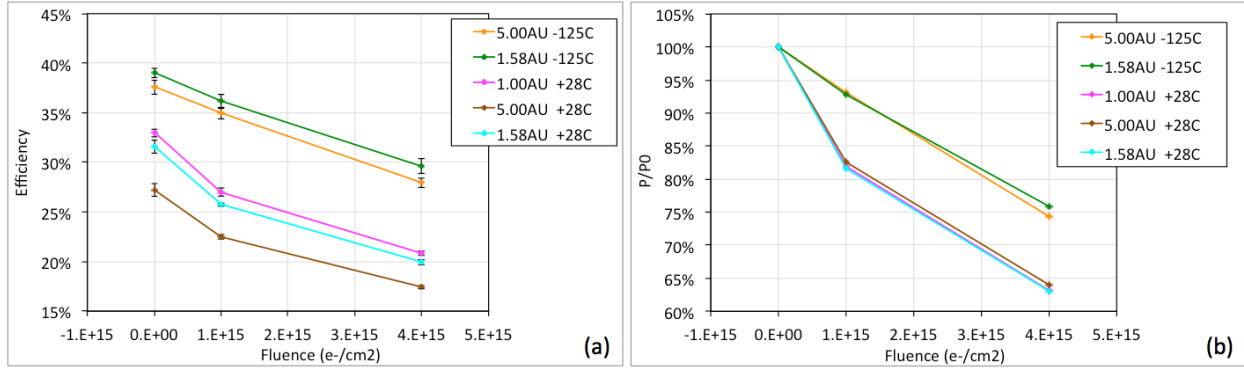 45%
40%
35%
30%
25%
20%
15%
Efficiency
-1.E+15 0.E+00 1.E+15 2.E+15 3.E+15 4.E+15 5.E+15
Fluence (e-/cm2)
5.00AU -125C
1.58AU -125C
1.00AU +28C
5.00AU +28C
1.58AU +28C
(a)
105%
100%
95%
90%
85%
80%
75%
70%
65%
60%
P/P0
-1.E+15 0.E+00 1.E+15 2.E+15 3.E+15 4.E+15 5.E+15
Fluence (e-/cm2)
5.00AU -125C
1.58AU -125C
1.00AU +28C
5.00AU +28C
1.58AU +28C
(b)